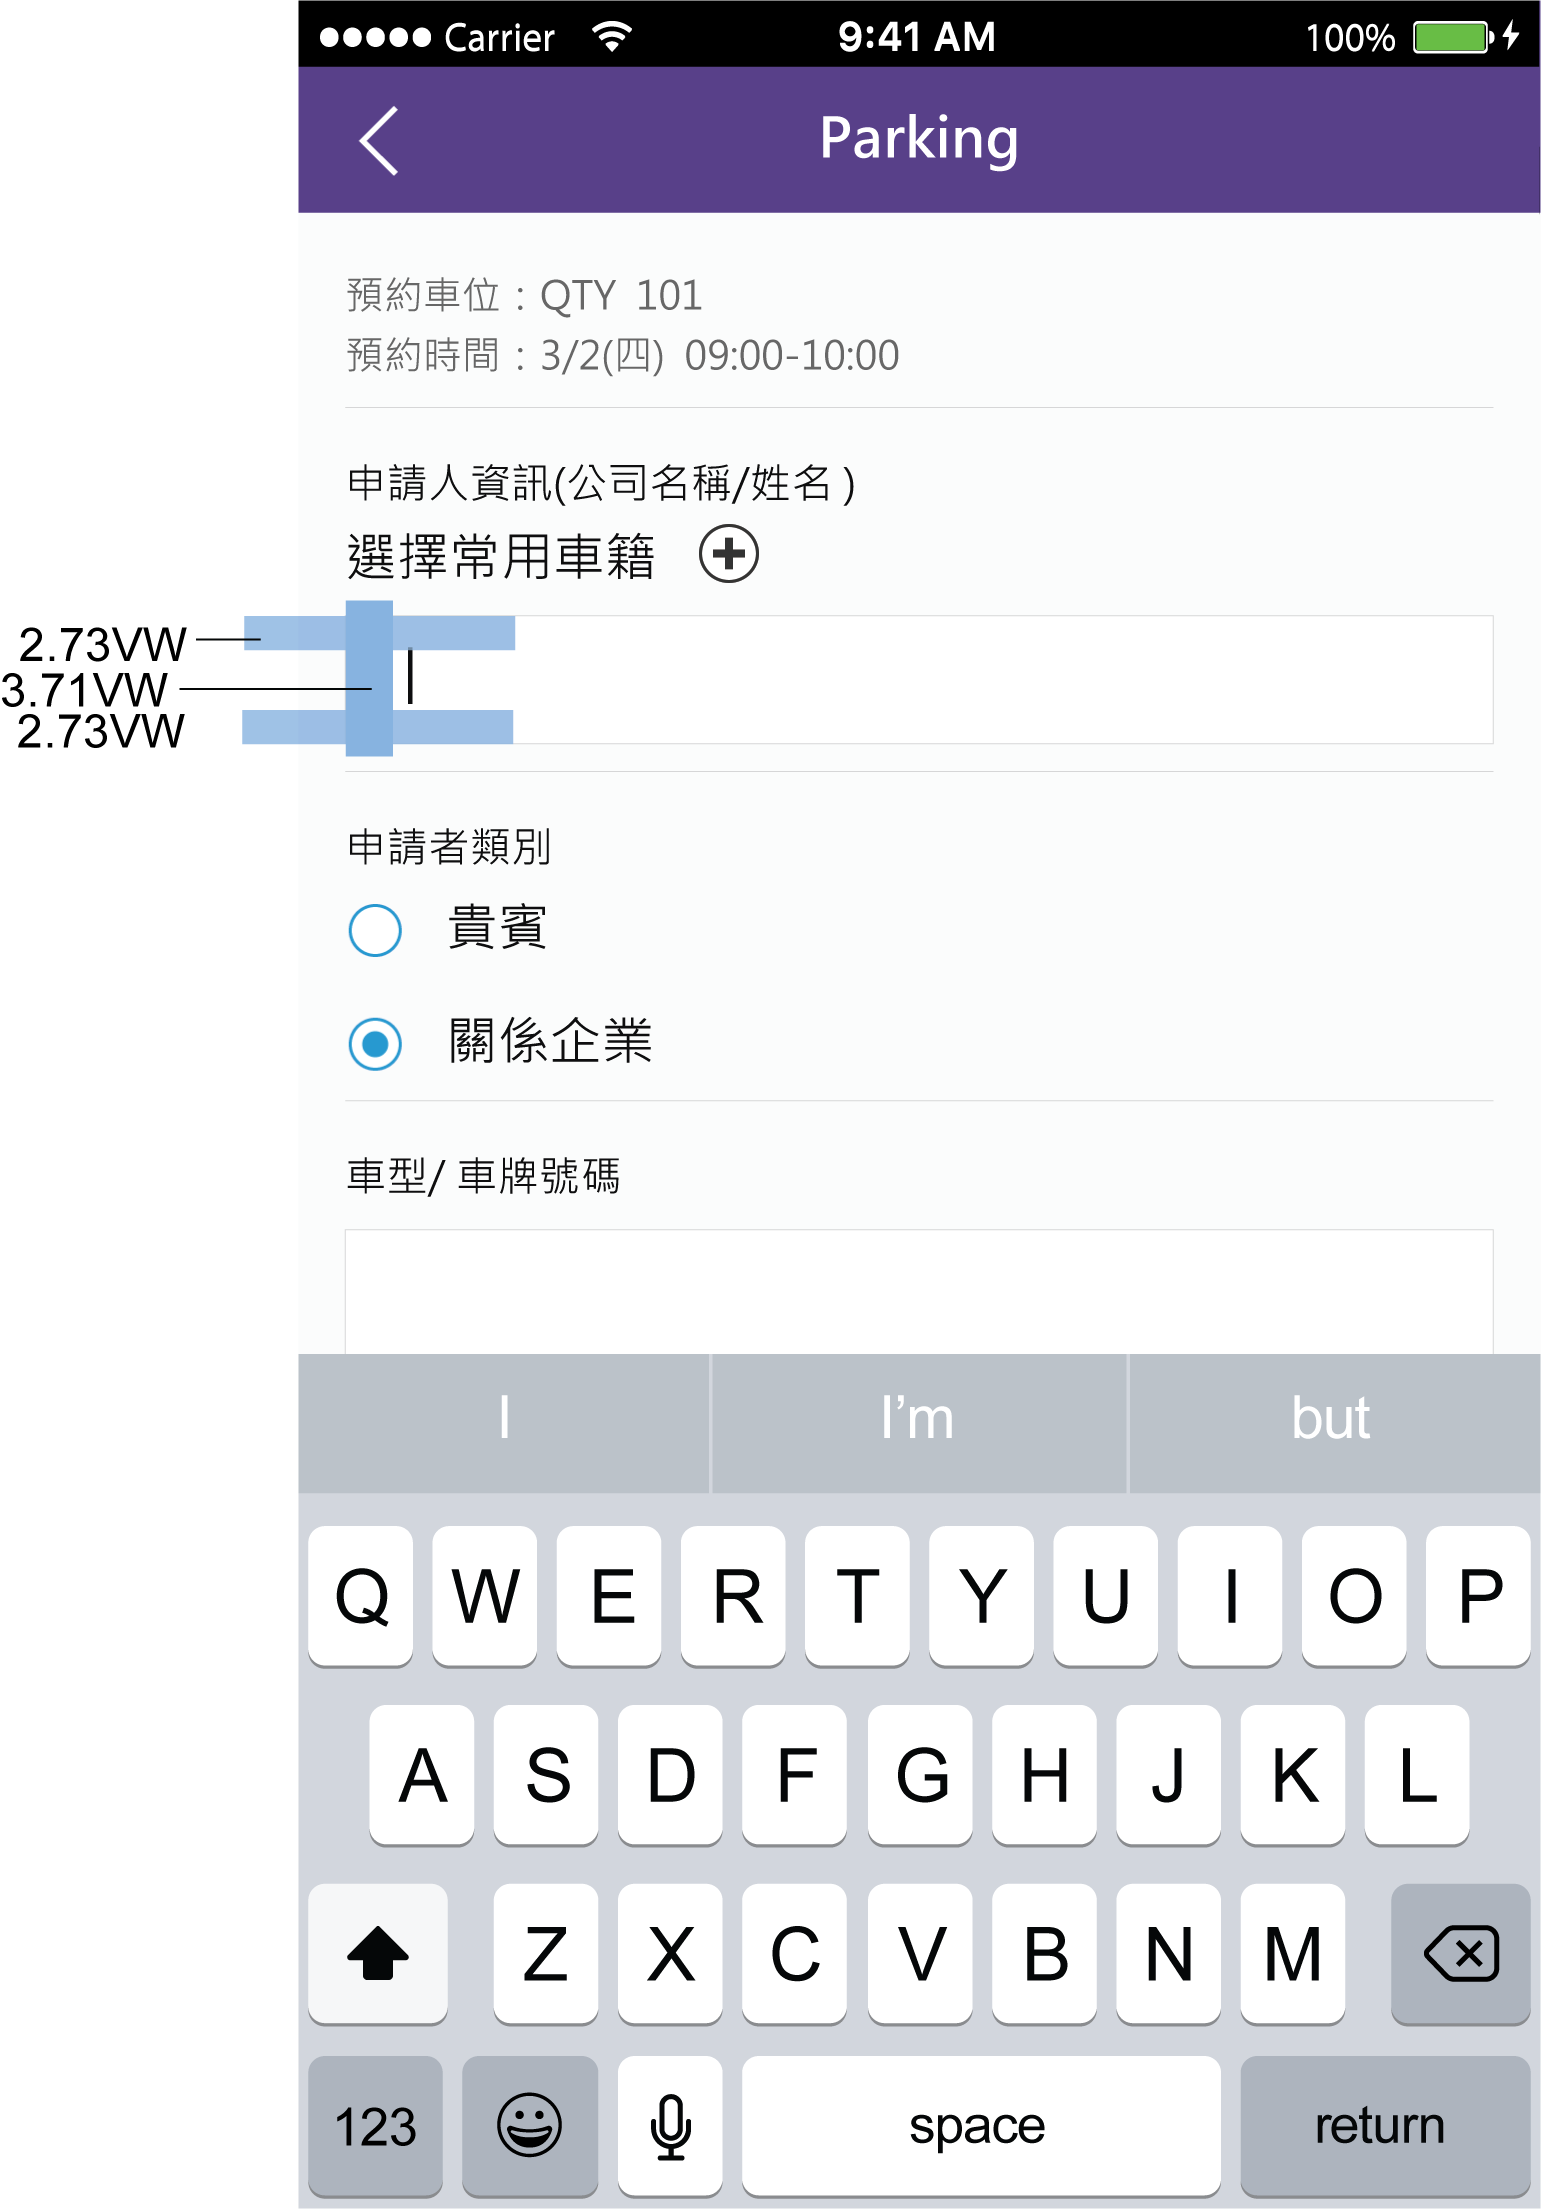 Carrier 9:41 AM 100%
Parking
預約車位：QTY 101
預約時間：3/2(四) 09:00-10:00
申請人資訊(公司名稱/姓名 )
選擇常用車籍
2.73VW
3.71VW
2.73VW
申請者類別
貴賓
關係企業
車型/ 車牌號碼
I I'm but
Q W E R T Y U I O P
A S D F G H J K L
Z X C V B N M
123 space return